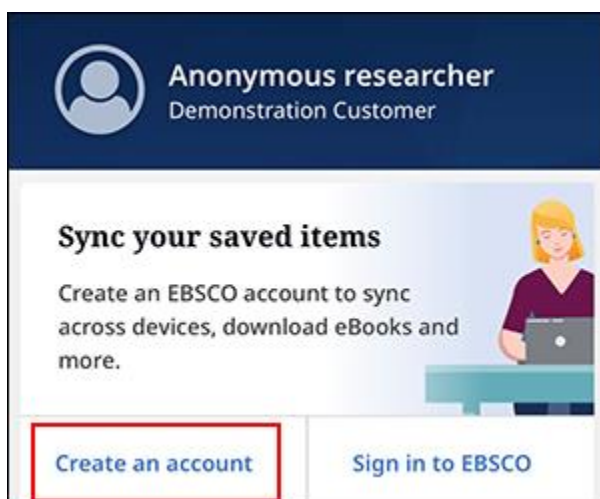 Anonymous researcher
Demonstration Customer
Sync your saved items
Create an EBSCO account to sync
across devices, download eBooks and
more.
Create an account
Sign in to EBSCO